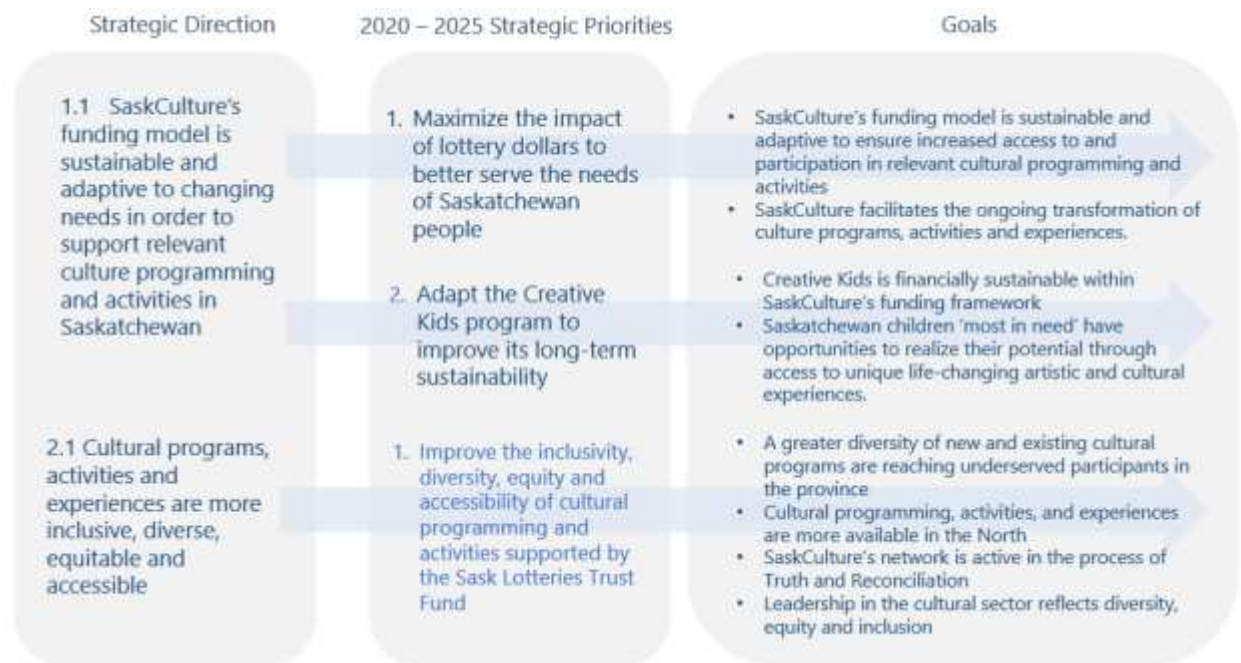 Strategic Direction
2020 – 2025 Strategic Priorities
Goals
1.1 SaskCulture's
funding model is
sustainable and
adaptive to changing
needs in order to
support relevant
culture programming
and activities in
Saskatchewan
1. Maximize the impact
of lottery dollars to
better serve the needs
of Saskatchewan
people
• SaskCulture's funding model is sustainable and
adaptive to ensure increased access to and
participation in relevant cultural programming and
activities
• SaskCulture facilitates the ongoing transformation of
culture programs, activities and experiences.
2. Adapt the Creative
Kids program to
improve its long-term
sustainability
• Creative Kids is financially sustainable within
SaskCulture's funding framework
• Saskatchewan children 'most in need' have
opportunities to realize their potential through
access to unique life-changing artistic and cultural
experiences.
2.1 Cultural programs,
activities and
experiences are more
inclusive, diverse,
equitable and
accessible
1. Improve the inclusivity,
diversity, equity and
accessibility of cultural
programming and
activities supported by
the Sask Lotteries Trust
Fund
• A greater diversity of new and existing cultural
programs are reaching underserved participants in
the province
• Cultural programming, activities, and experiences
are more available in the North
• SaskCulture's network is active in the process of
Truth and Reconciliation
• Leadership in the cultural sector reflects diversity,
equity and inclusion